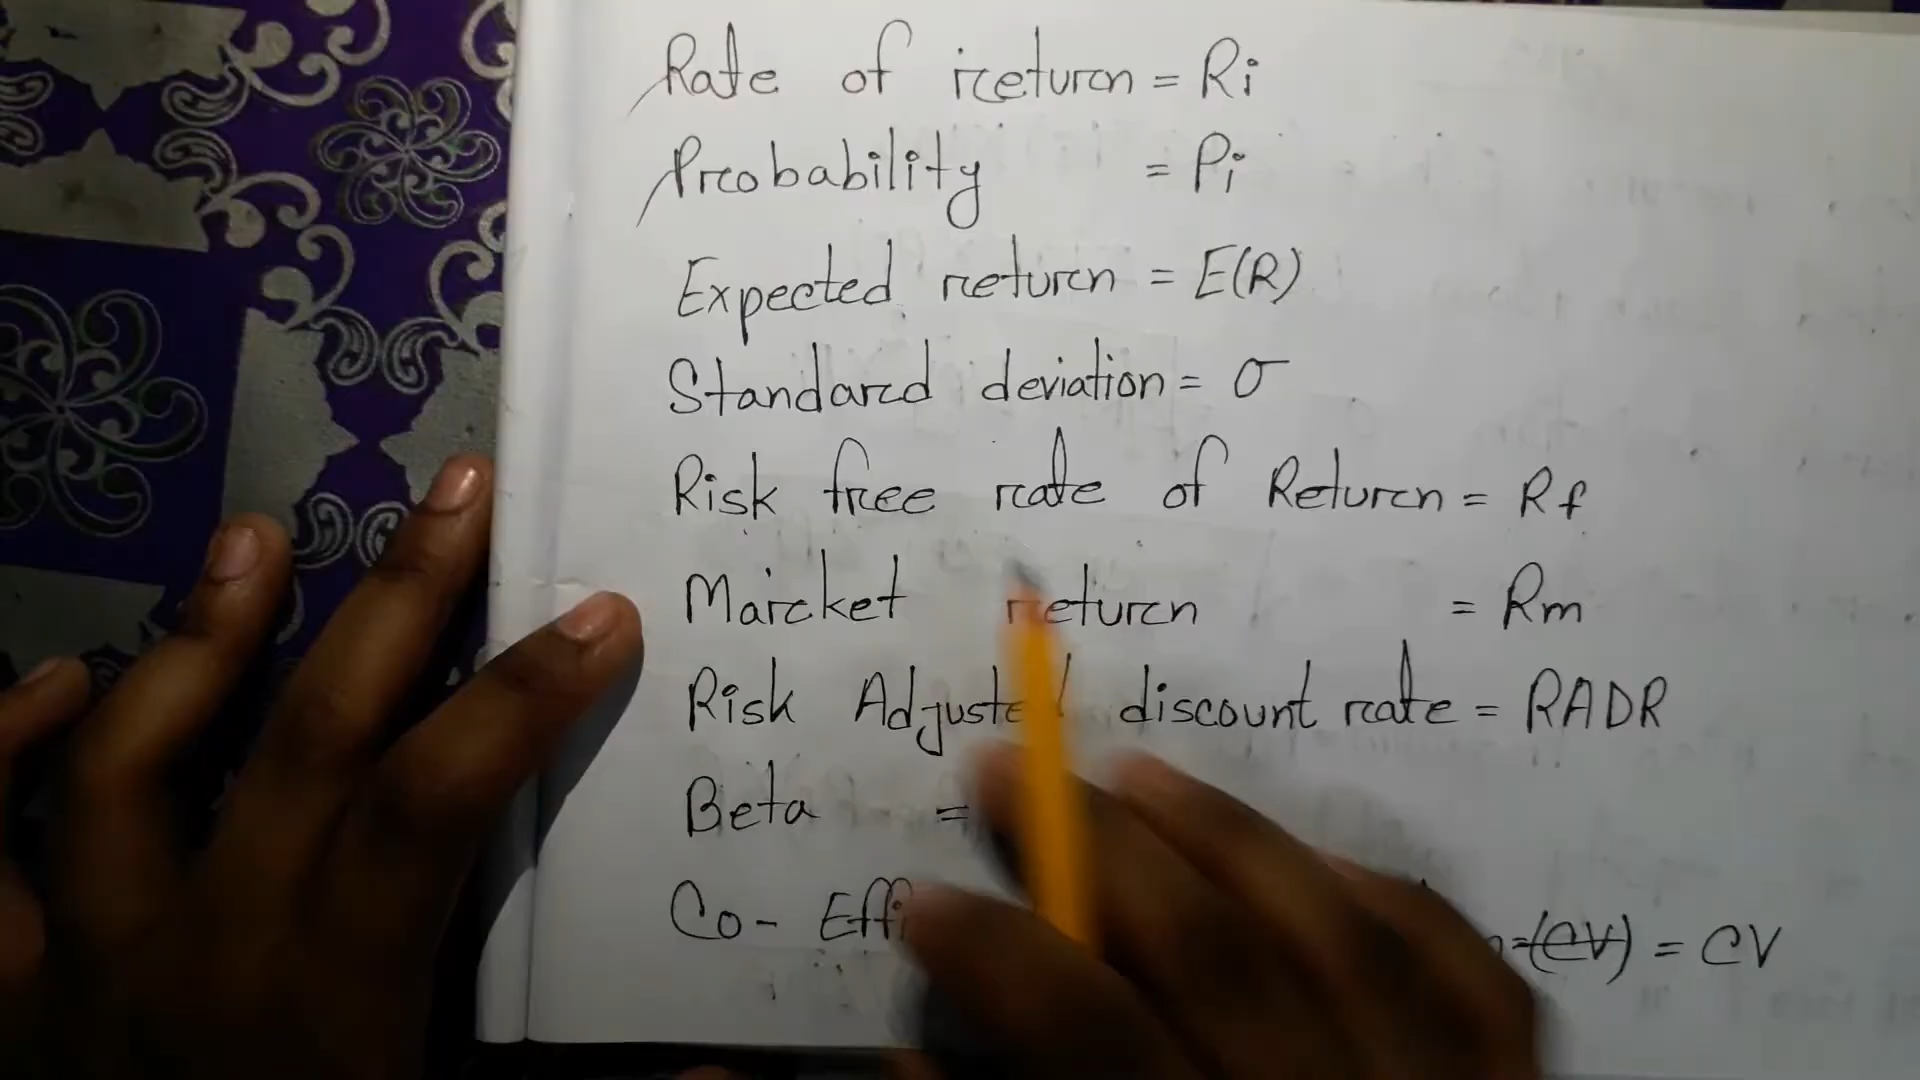 Rate of return = Ri
Probability = Pi
Expected return = E(R)
Standard deviation = σ
Risk free rate of Return = Rf
Market return = Rm
Risk Adjusted discount rate = RADR
Beta =
Co- Effi =(CV) = CV